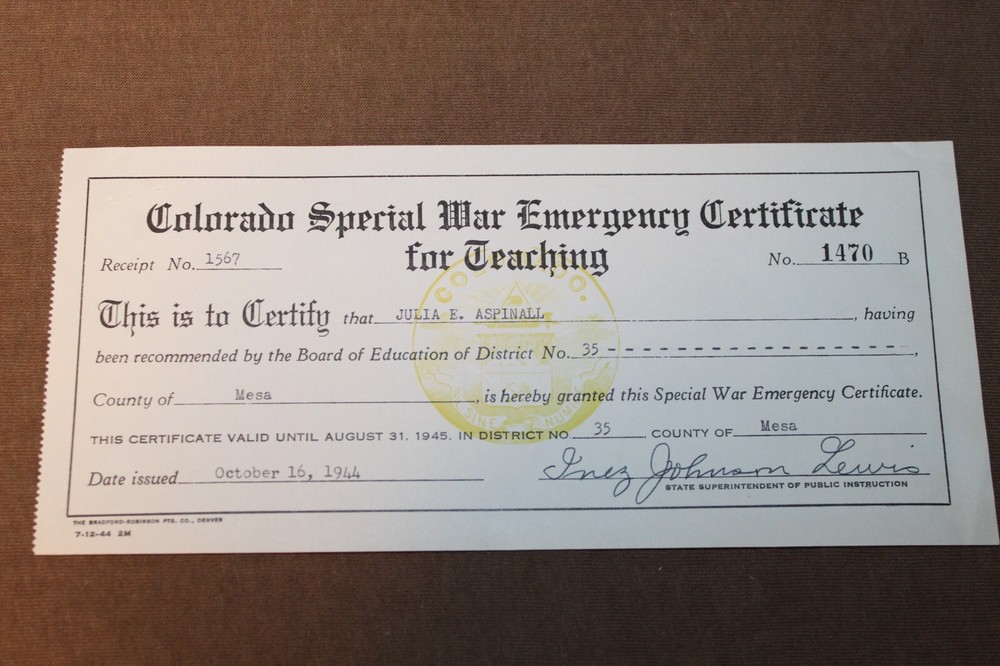 Colorado Special War Emergency Certificate
for Teaching
Receipt No. 1567
No. 1470 B
This is to Certify that JULIA E. ASPINALL, having
been recommended by the Board of Education of District No. 35 - - - - - - - - - - - - - - - - - - - - - -,
County of Mesa, is hereby granted this Special War Emergency Certificate.
THIS CERTIFICATE VALID UNTIL AUGUST 31, 1945, IN DISTRICT NO. 35, COUNTY OF Mesa
Date issued October 16, 1944
Inez Johnson Lewis
STATE SUPERINTENDENT OF PUBLIC INSTRUCTION
THE BRADFORD-ROBINSON PTG. CO., DENVER
7-12-44 2M
COLORADO
SINE NUM